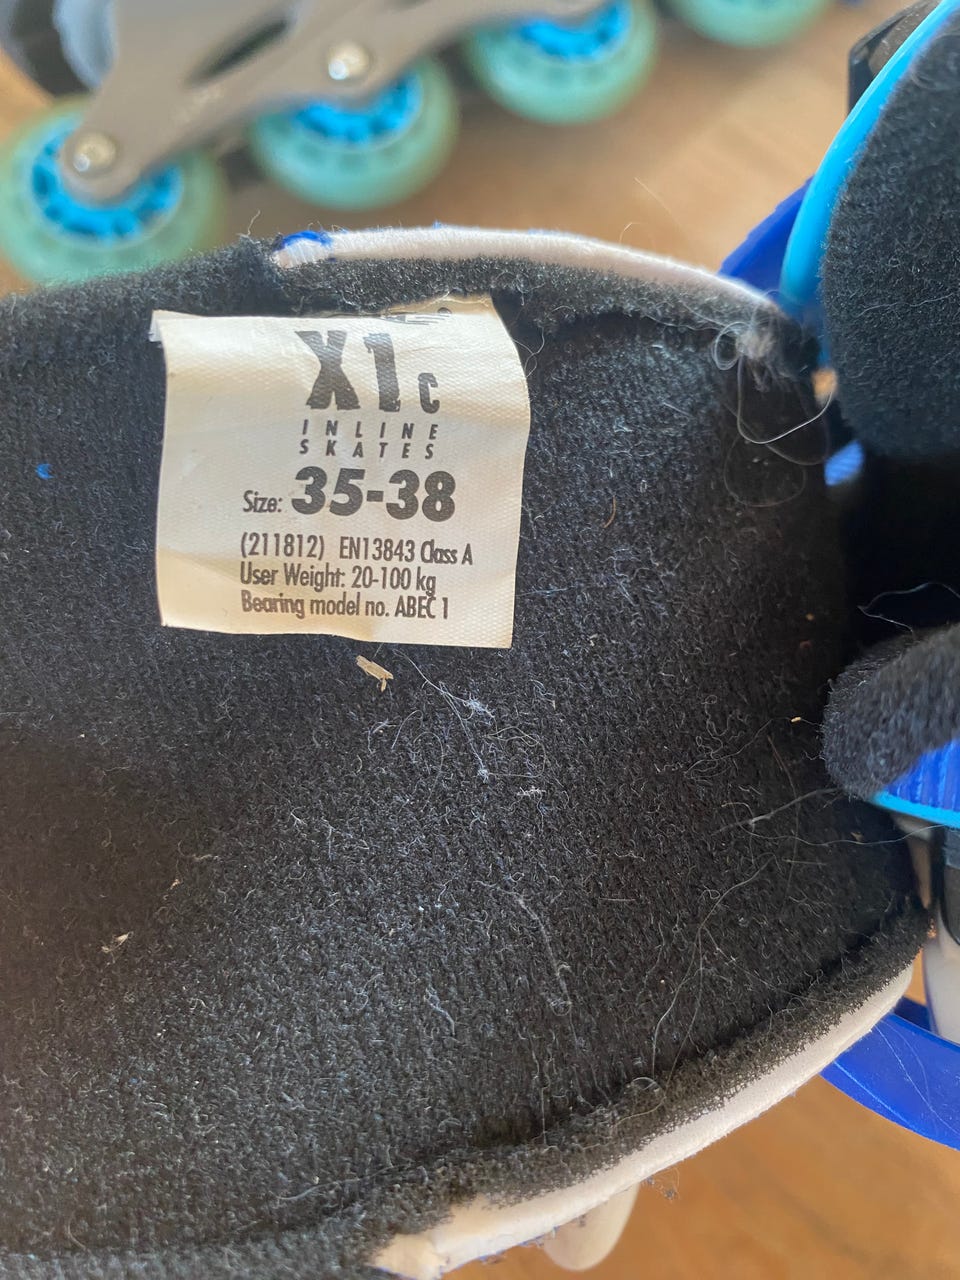 X1c
INLINE
SKATES
Size: 35-38
(211812) EN13843 Class A
User Weight: 20-100 kg
Bearing model no. ABEC 1